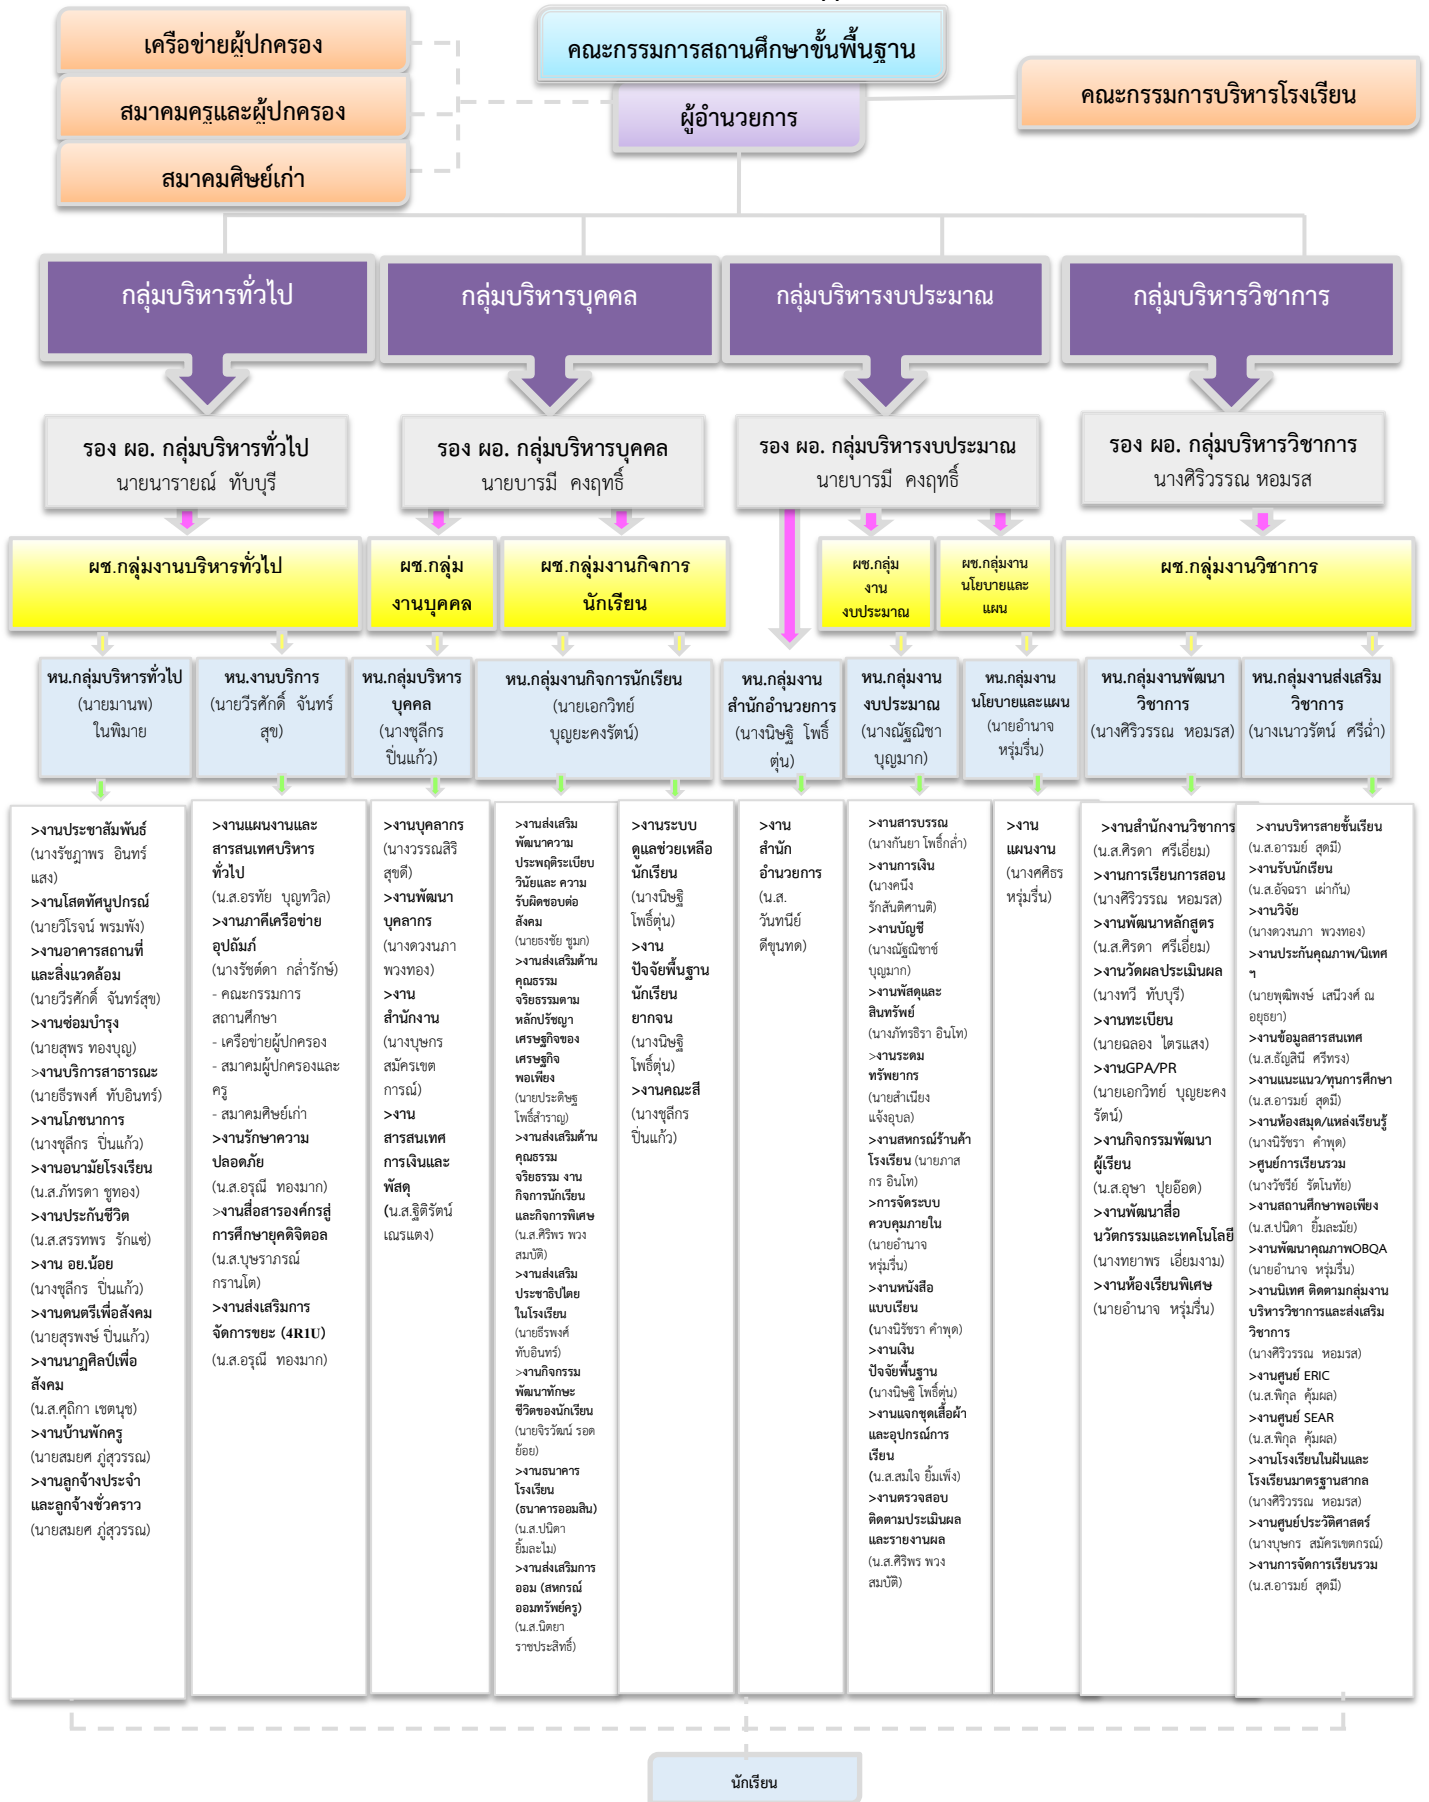 เครือข่ายผู้ปกครอง
คณะกรรมการสถานศึกษาขั้นพื้นฐาน
คณะกรรมการบริหารโรงเรียน
สมาคมครูและผู้ปกครอง
ผู้อำนวยการ
สมาคมศิษย์เก่า
กลุ่มบริหารทั่วไป
กลุ่มบริหารบุคคล
กลุ่มบริหารงบประมาณ
กลุ่มบริหารวิชาการ
รอง ผอ. กลุ่มบริหารทั่วไป
นายนารายณ์ ทับบุรี
รอง ผอ. กลุ่มบริหารบุคคล
นายบารมี คงฤทธิ์
รอง ผอ. กลุ่มบริหารงบประมาณ
นายบารมี คงฤทธิ์
รอง ผอ. กลุ่มบริหารวิชาการ
นางศิริวรรณ หอมรส
ผช.กลุ่มงานบริหารทั่วไป
ผช.กลุ่ม
งานบุคคล
ผช.กลุ่มงานกิจการ
นักเรียน
ผช.กลุ่ม
งาน
งบประมาณ
ผช.กลุ่มงาน
นโยบายและ
แผน
ผช.กลุ่มงานวิชาการ
หน.กลุ่มบริหารทั่วไป
(นายมานพ)
ในพิมาย
หน.งานบริการ
(นายวีรศักดิ์ จันทร์
สุข)
หน.กลุ่มบริหาร
บุคคล
(นางชุลีกร
ปิ่นแก้ว)
หน.กลุ่มงานกิจการนักเรียน
(นายเอกวิทย์
บุญยะคงรัตน์)
หน.กลุ่มงาน
สำนักอำนวยการ
(นางนิษฐิ โพธิ์
ตุ่น)
หน.กลุ่มงาน
งบประมาณ
(นางณัฐณิชา
บุญมาก)
หน.กลุ่มงาน
นโยบายและแผน
(นายอำนาจ
หรุ่มรื่น)
หน.กลุ่มงานพัฒนา
วิชาการ
(นางศิริวรรณ หอมรส)
หน.กลุ่มงานส่งเสริม
วิชาการ
(นางเนาวรัตน์ ศรีฉ่ำ)
>งานประชาสัมพันธ์
(นางรัชฎาพร อินทร์
แสง)
>งานโสตทัศนูปกรณ์
(นายวิโรจน์ พรมพัง)
>งานอาคารสถานที่
และสิ่งแวดล้อม
(นายวีรศักดิ์ จันทร์สุข)
>งานซ่อมบำรุง
(นายสุพร ทองบุญ)
>งานบริการสาธารณะ
(นายธีรพงศ์ ทับอินทร์)
>งานโภชนาการ
(นางชุลีกร ปิ่นแก้ว)
>งานอนามัยโรงเรียน
(น.ส.ภัทรดา ชูทอง)
>งานประกันชีวิต
(น.ส.สรรทพร รักแซ่)
>งาน อย.น้อย
(นางชุลีกร ปิ่นแก้ว)
>งานดนตรีเพื่อสังคม
(นายสุรพงษ์ ปิ่นแก้ว)
>งานนาฏศิลป์เพื่อ
สังคม
(น.ส.ศุถิกา เชตนุช)
>งานบ้านพักครู
(นายสมยศ ภู่สุวรรณ)
>งานลูกจ้างประจำ
และลูกจ้างชั่วคราว
(นายสมยศ ภู่สุวรรณ)
>งานแผนงานและ
สารสนเทศบริหาร
ทั่วไป
(น.ส.อรทัย บุญทวิล)
>งานภาคีเครือข่าย
อุปถัมภ์
(นางรัชต์ดา กล่ำรักษ์)
- คณะกรรมการ
สถานศึกษา
- เครือข่ายผู้ปกครอง
- สมาคมผู้ปกครองและ
ครู
- สมาคมศิษย์เก่า
>งานรักษาความ
ปลอดภัย
(น.ส.อรุณี ทองมาก)
>งานสื่อสารองค์กรสู่
การศึกษายุคดิจิตอล
(น.ส.บุษราภรณ์
กรานโต)
>งานส่งเสริมการ
จัดการขยะ (4R1U)
(น.ส.อรุณี ทองมาก)
>งานบุคลากร
(นางวรรณสิริ
สุขดี)
>งานพัฒนา
บุคลากร
(นางดวงนภา
พวงทอง)
>งาน
สำนักงาน
(นางบุษกร
สมัครเขต
การณ์)
>งาน
สารสนเทศ
การเงินและ
พัสดุ
(น.ส.ฐิติรัตน์
เณรแตง)
>งานส่งเสริม
พัฒนาความ
ประพฤติระเบียบ
วินัยและ ความ
รับผิดชอบต่อ
สังคม
(นายธงชัย ชูมก)
>งานส่งเสริมด้าน
คุณธรรม
จริยธรรมตาม
หลักปรัชญา
เศรษฐกิจของ
เศรษฐกิจ
พอเพียง
(นายประดิษฐ
โพธิ์สำราญ)
>งานส่งเสริมด้าน
คุณธรรม
จริยธรรม งาน
กิจการนักเรียน
และกิจการพิเศษ
(น.ส.ศิริพร พวง
สมบัติ)
>งานส่งเสริม
ประชาธิปไตย
ในโรงเรียน
(นายธีรพงศ์
ทับอินทร์)
>งานกิจกรรม
พัฒนาทักษะ
ชีวิตของนักเรียน
(นายจิรวัฒน์ รอด
ย้อย)
>งานธนาคาร
โรงเรียน
(ธนาคารออมสิน)
(น.ส.ปนิดา
ยิ้มละไม)
>งานส่งเสริมการ
ออม (สหกรณ์
ออมทรัพย์ครู)
(น.ส.นิตยา
ราชประสิทธิ์)
>งานระบบ
ดูแลช่วยเหลือ
นักเรียน
(นางนิษฐิ
โพธิ์ตุ่น)
>งาน
ปัจจัยพื้นฐาน
นักเรียน
ยากจน
(นางนิษฐิ
โพธิ์ตุ่น)
>งานคณะสี
(นางชุลีกร
ปิ่นแก้ว)
>งาน
สำนัก
อำนวยการ
(น.ส.
วันทนีย์
ดีขุนทด)
>งานสารบรรณ
(นางกันยา โพธิ์กล่ำ)
>งานการเงิน
(นางคนึง
รักสันติศานติ)
>งานบัญชี
(นางณัฐณิชาช์
บุญมาก)
>งานพัสดุและ
สินทรัพย์
(นางภัทรธิรา อินโท)
>งานระดม
ทรัพยากร
(นายสำเนียง
แจ้งอุบล)
>งานสหกรณ์ร้านค้า
โรงเรียน (นายภาส
กร อินโท)
>การจัดระบบ
ควบคุมภายใน
(นายอำนาจ
หรุ่มรื่น)
>งานหนังสือ
แบบเรียน
(นางนิรัชรา คำพุด)
>งานเงิน
ปัจจัยพื้นฐาน
(นางนิษฐิ โพธิ์ตุ่น)
>งานแจกชุดเสื้อผ้า
และอุปกรณ์การ
เรียน
(น.ส.สมใจ ยิ้มเพ็ง)
>งานตรวจสอบ
ติดตามประเมินผล
และรายงานผล
(น.ส.ศิริพร พวง
สมบัติ)
>งาน
แผนงาน
(นางศศิธร
หรุ่มรื่น)
>งานสำนักงานวิชาการ
(น.ส.ศิรดา ศรีเอี่ยม)
>งานการเรียนการสอน
(นางศิริวรรณ หอมรส)
>งานพัฒนาหลักสูตร
(น.ส.ศิรดา ศรีเอี่ยม)
>งานวัดผลประเมินผล
(นางทวี ทับบุรี)
>งานทะเบียน
(นายฉลอง ไตรแสง)
>งานGPA/PR
(นายเอกวิทย์ บุญยะคง
รัตน์)
>งานกิจกรรมพัฒนา
ผู้เรียน
(น.ส.อุษา ปุยอ๊อด)
>งานพัฒนาสื่อ
นวัตกรรมและเทคโนโลยี
(นางทยาพร เอี่ยมงาม)
>งานห้องเรียนพิเศษ
(นายอำนาจ หรุ่มรื่น)
>งานบริหารสายชั้นเรียน
(น.ส.อารมย์ สุดมี)
>งานรับนักเรียน
(น.ส.อัจฉรา เผ่ากัน)
>งานวิจัย
(นางดวงนภา พวงทอง)
>งานประกันคุณภาพ/นิเทศ
ฯ
(นายพุฒิพงษ์ เสนีวงศ์ ณ
อยุธยา)
>งานข้อมูลสารสนเทศ
(น.ส.ธัญสินี ศรีทรง)
>งานแนะแนว/ทุนการศึกษา
(น.ส.อารมย์ สุดมี)
>งานห้องสมุด/แหล่งเรียนรู้
(นางนิรัชรา คำพุด)
>ศูนย์การเรียนรวม
(นางวัชรีย์ รัตโนทัย)
>งานสถานศึกษาพอเพียง
(น.ส.ปนิดา ยิ้มละมัย)
>งานพัฒนาคุณภาพOBQA
(นายอำนาจ หรุ่มรื่น)
>งานนิเทศ ติดตามกลุ่มงาน
บริหารวิชาการและส่งเสริม
วิชาการ
(นางศิริวรรณ หอมรส)
>งานศูนย์ ERIC
(น.ส.พิกุล คุ้มผล)
>งานศูนย์ SEAR
(น.ส.พิกุล คุ้มผล)
>งานโรงเรียนในฝันและ
โรงเรียนมาตรฐานสากล
(นางศิริวรรณ หอมรส)
>งานศูนย์ประวัติศาสตร์
(นางบุษกร สมัครเขตกรณ์)
>งานการจัดการเรียนรวม
(น.ส.อารมย์ สุดมี)
นักเรียน